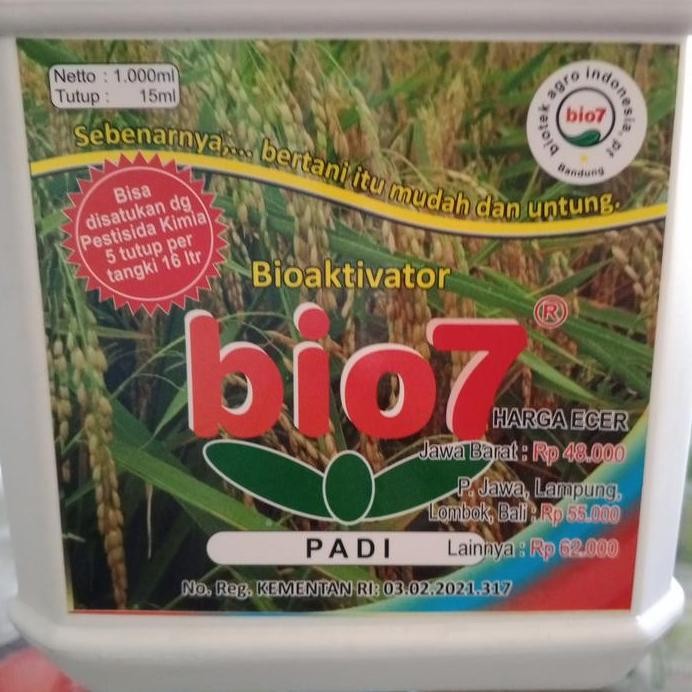 Netto : 1.000ml
Tutup : 15ml
biotek agro indonesia, pt
bio7
Bandung
Sebenarnya,... bertani itu mudah dan untung.
Bisa
disatukan dg
Pestisida Kimia
5 tutup per
tangki 16 ltr
Bioaktivator
bio7®
HARGA ECER
Jawa Barat : Rp 48.000
P. Jawa, Lampung,
Lombok, Bali : Rp 55.000
PADI
Lainnya : Rp 62.000
No. Reg. KEMENTAN RI: 03.02.2021.317